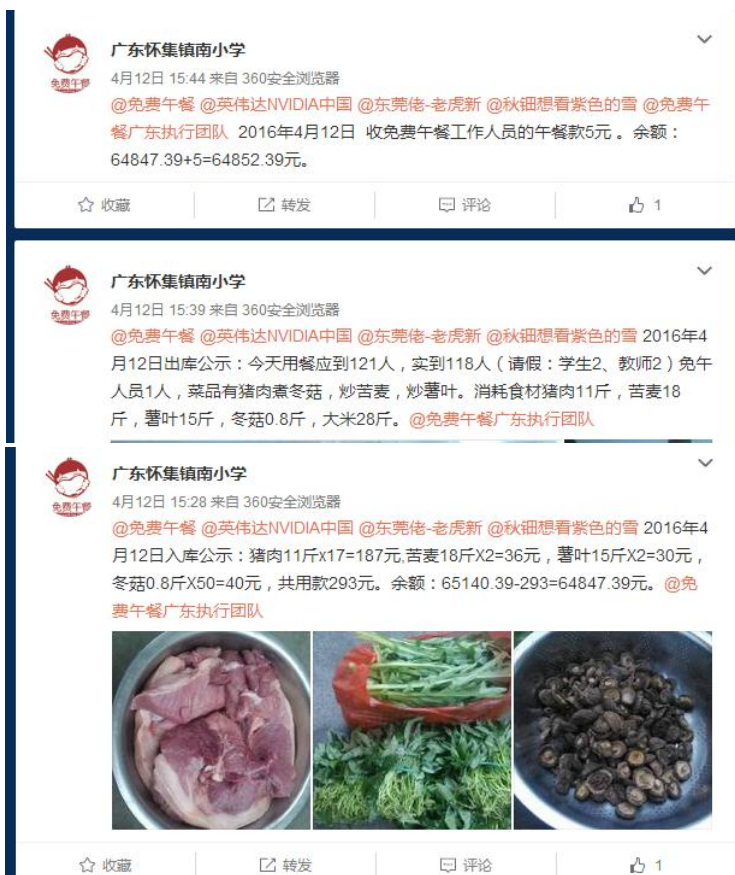 广东怀集镇南小学
免费午餐
4月12日 15:44 来自 360安全浏览器
@免费午餐 @英伟达NVIDIA中国 @东莞佬-老虎新 @秋钿想看紫色的雪 @免费午
餐广东执行团队 2016年4月12日 收免费午餐工作人员的午餐款5元 。余额：
64847.39+5=64852.39元。
收藏 转发 评论 1
广东怀集镇南小学
免费午餐
4月12日 15:39 来自 360安全浏览器
@免费午餐 @英伟达NVIDIA中国 @东莞佬-老虎新 @秋钿想看紫色的雪 2016年4
月12日出库公示：今天用餐应到121人，实到118人（请假：学生2、教师2）免午
人员1人，菜品有猪肉煮冬菇，炒苦麦，炒薯叶。消耗食材猪肉11斤，苦麦18
斤，薯叶15斤，冬菇0.8斤，大米28斤。@免费午餐广东执行团队
广东怀集镇南小学
免费午餐
4月12日 15:28 来自 360安全浏览器
@免费午餐 @英伟达NVIDIA中国 @东莞佬-老虎新 @秋钿想看紫色的雪 2016年4
月12日入库公示：猪肉11斤x17=187元,苦麦18斤X2=36元，薯叶15斤X2=30元，
冬菇0.8斤X50=40元，共用款293元。余额：65140.39-293=64847.39元。@免
费午餐广东执行团队
收藏 转发 评论 1